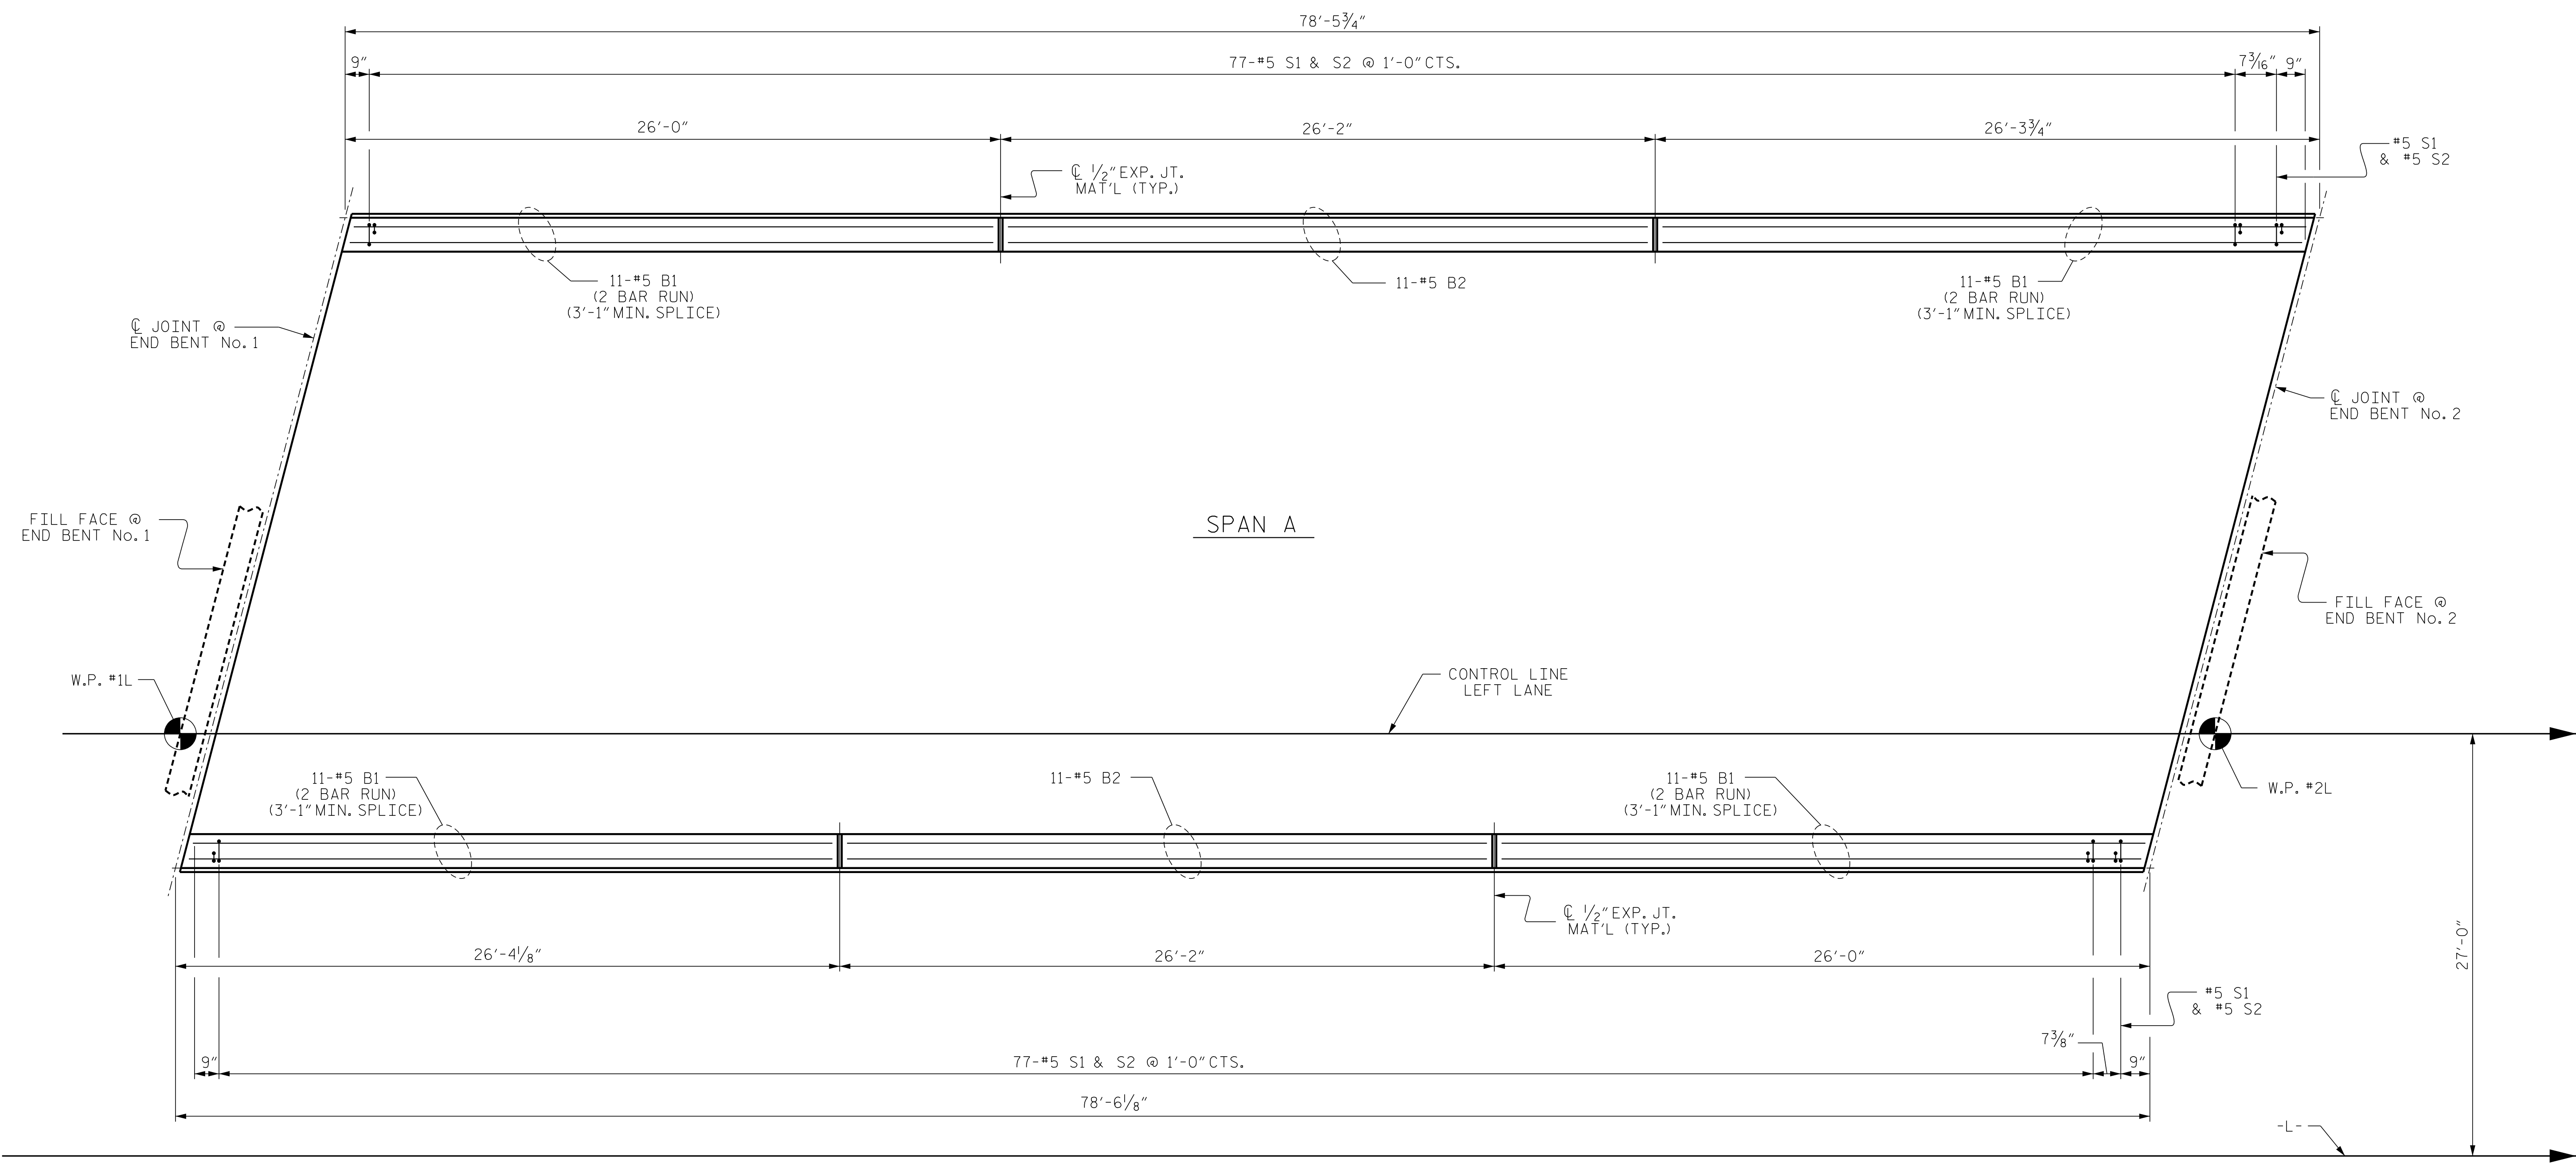 78'-5¾"
9"
77-#5 S1 & S2 @ 1'-0" CTS.
7 3/16"
9"
26'-0"
26'-2"
26'-3¾"
#5 S1
& #5 S2
℄ 1/2" EXP. JT.
MAT'L (TYP.)
11-#5 B1
(2 BAR RUN)
(3'-1" MIN. SPLICE)
11-#5 B2
11-#5 B1
(2 BAR RUN)
(3'-1" MIN. SPLICE)
℄ JOINT @
END BENT No. 1
℄ JOINT @
END BENT No. 2
FILL FACE @
END BENT No. 1
SPAN A
FILL FACE @
END BENT No. 2
W.P. #1L
CONTROL LINE
LEFT LANE
W.P. #2L
11-#5 B1
(2 BAR RUN)
(3'-1" MIN. SPLICE)
11-#5 B2
11-#5 B1
(2 BAR RUN)
(3'-1" MIN. SPLICE)
℄ 1/2" EXP. JT.
MAT'L (TYP.)
26'-4⅛"
26'-2"
26'-0"
27'-0"
#5 S1
& #5 S2
9"
77-#5 S1 & S2 @ 1'-0" CTS.
7⅜"
9"
78'-6⅛"
-L-